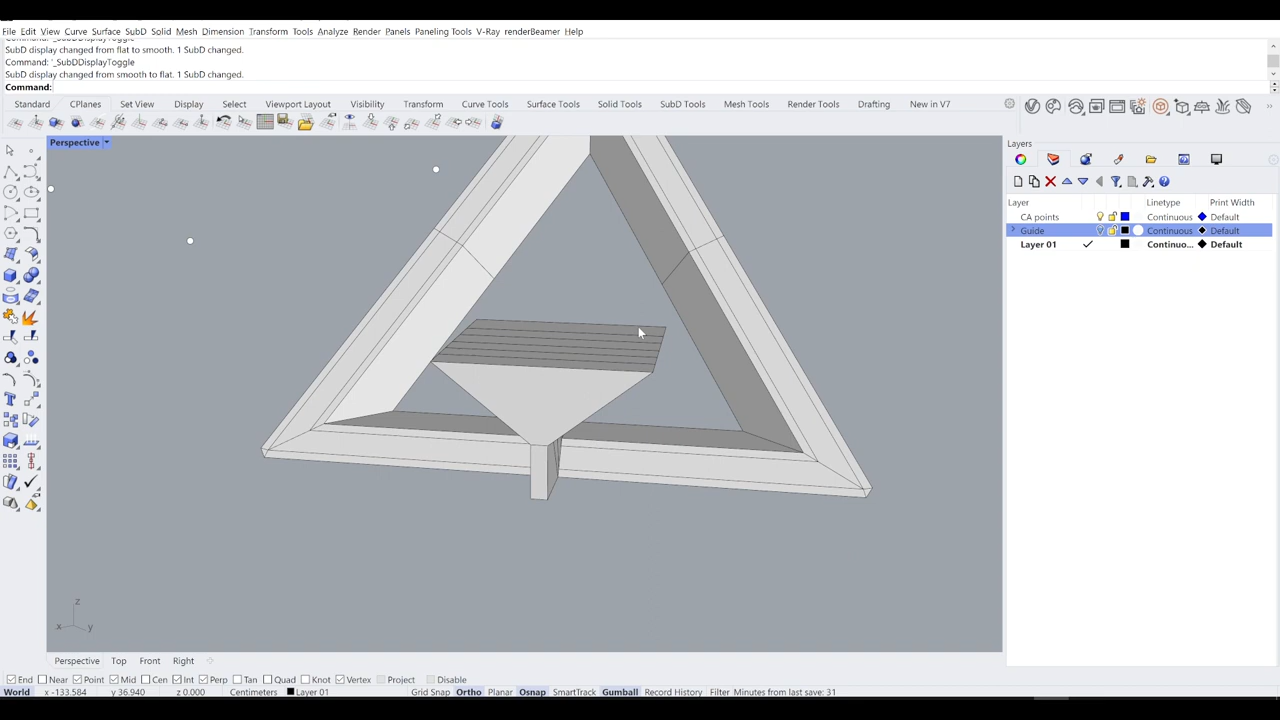 File Edit View Curve Surface SubD Solid Mesh Dimension Transform Tools Analyze Render Panels Paneling Tools V-Ray renderBeamer Help
SubD display changed from flat to smooth. 1 SubD changed.
Command: '_SubDDisplayToggle
SubD display changed from smooth to flat. 1 SubD changed.
Command:
Standard CPlanes Set View Display Select Viewport Layout Visibility Transform Curve Tools Surface Tools Solid Tools SubD Tools Mesh Tools Render Tools Drafting New in V7
Perspective
Layers
Layer Linetype Print Width
CA points Continuous Default
Guide Continuous Default
Layer 01 Continuo... Default
z
x y
Perspective Top Front Right
End Near Point Mid Cen Int Perp Tan Quad Knot Vertex Project Disable
World x -133.584 y 36.940 z 0.000 Centimeters Layer 01 Grid Snap Ortho Planar Osnap SmartTrack Gumball Record History Filter Minutes from last save: 31